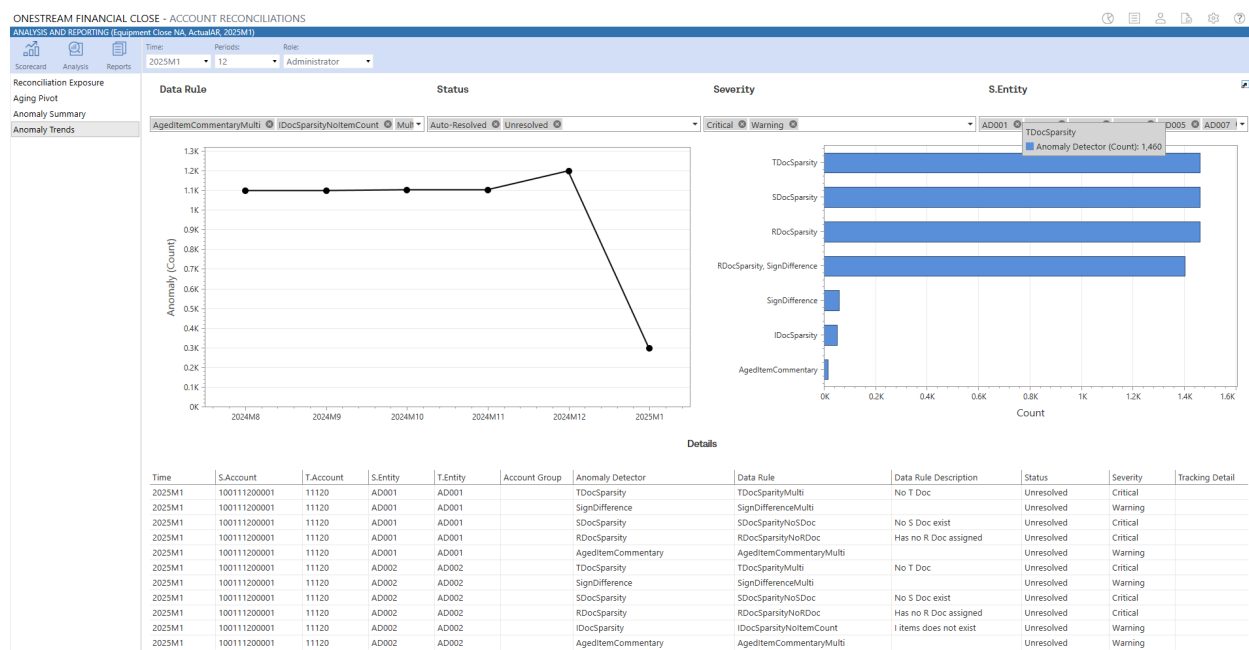 ONESTREAM FINANCIAL CLOSE - ACCOUNT RECONCILIATIONS
ANALYSIS AND REPORTING (Equipment Close NA, ActualAR, 2025M1)
Scorecard Analysis Reports
Time: Periods: Role:
2025M1 12 Administrator
Reconciliation Exposure
Aging Pivot
Anomaly Summary
Anomaly Trends
Data Rule Status Severity S.Entity
AgedItemCommentaryMulti IDocSparsityNoItemCount Mul Auto-Resolved Unresolved Critical Warning AD001 D005 AD007
TDocSparsity
Anomaly Detector (Count): 1,460
Anomaly (Count)
1.3K
1.2K
1.1K
1K
0.9K
0.8K
0.7K
0.6K
0.5K
0.4K
0.3K
0.2K
0.1K
0K
2024M8 2024M9 2024M10 2024M11 2024M12 2025M1
TDocSparsity
SDocSparsity
RDocSparsity
RDocSparsity, SignDifference
SignDifference
IDocSparsity
AgedItemCommentary
0K 0.2K 0.4K 0.6K 0.8K 1K 1.2K 1.4K 1.6K
Count
Details
Time S.Account T.Account S.Entity T.Entity Account Group Anomaly Detector Data Rule Data Rule Description Status Severity Tracking Detail
2025M1 100111200001 11120 AD001 AD001 TDocSparsity TDocSparityMulti No T Doc Unresolved Critical
2025M1 100111200001 11120 AD001 AD001 SignDifference SignDifferenceMulti Unresolved Warning
2025M1 100111200001 11120 AD001 AD001 SDocSparsity SDocSparityNoSDoc No S Doc exist Unresolved Critical
2025M1 100111200001 11120 AD001 AD001 RDocSparsity RDocSparsityNoRDoc Has no R Doc assigned Unresolved Critical
2025M1 100111200001 11120 AD001 AD001 AgedItemCommentary AgedItemCommentaryMulti Unresolved Warning
2025M1 100111200001 11120 AD002 AD002 TDocSparsity TDocSparityMulti No T Doc Unresolved Critical
2025M1 100111200001 11120 AD002 AD002 SignDifference SignDifferenceMulti Unresolved Warning
2025M1 100111200001 11120 AD002 AD002 SDocSparsity SDocSparityNoSDoc No S Doc exist Unresolved Critical
2025M1 100111200001 11120 AD002 AD002 RDocSparsity RDocSparsityNoRDoc Has no R Doc assigned Unresolved Critical
2025M1 100111200001 11120 AD002 AD002 IDocSparsity IDocSparsityNoItemCount I items does not exist Unresolved Warning
2025M1 100111200001 11120 AD002 AD002 AgedItemCommentary AgedItemCommentaryMulti Unresolved Warning